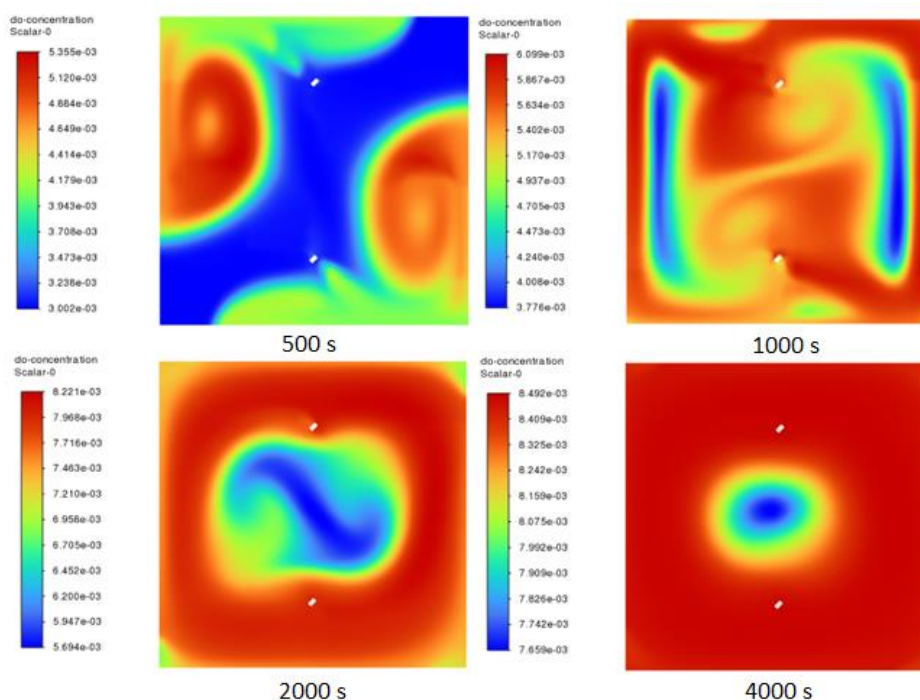 do-concentration
Scalar-0
5.355e-03
5.120e-03
4.884e-03
4.649e-03
4.414e-03
4.179e-03
3.943e-03
3.708e-03
3.473e-03
3.238e-03
3.002e-03
do-concentration
Scalar-0
6.099e-03
5.867e-03
5.634e-03
5.402e-03
5.170e-03
4.937e-03
4.705e-03
4.473e-03
4.240e-03
4.008e-03
3.776e-03
500 s
1000 s
do-concentration
Scalar-0
8.221e-03
7.968e-03
7.716e-03
7.463e-03
7.210e-03
6.958e-03
6.705e-03
6.452e-03
6.200e-03
5.947e-03
5.694e-03
do-concentration
Scalar-0
8.492e-03
8.409e-03
8.325e-03
8.242e-03
8.159e-03
8.075e-03
7.992e-03
7.909e-03
7.826e-03
7.742e-03
7.659e-03
2000 s
4000 s